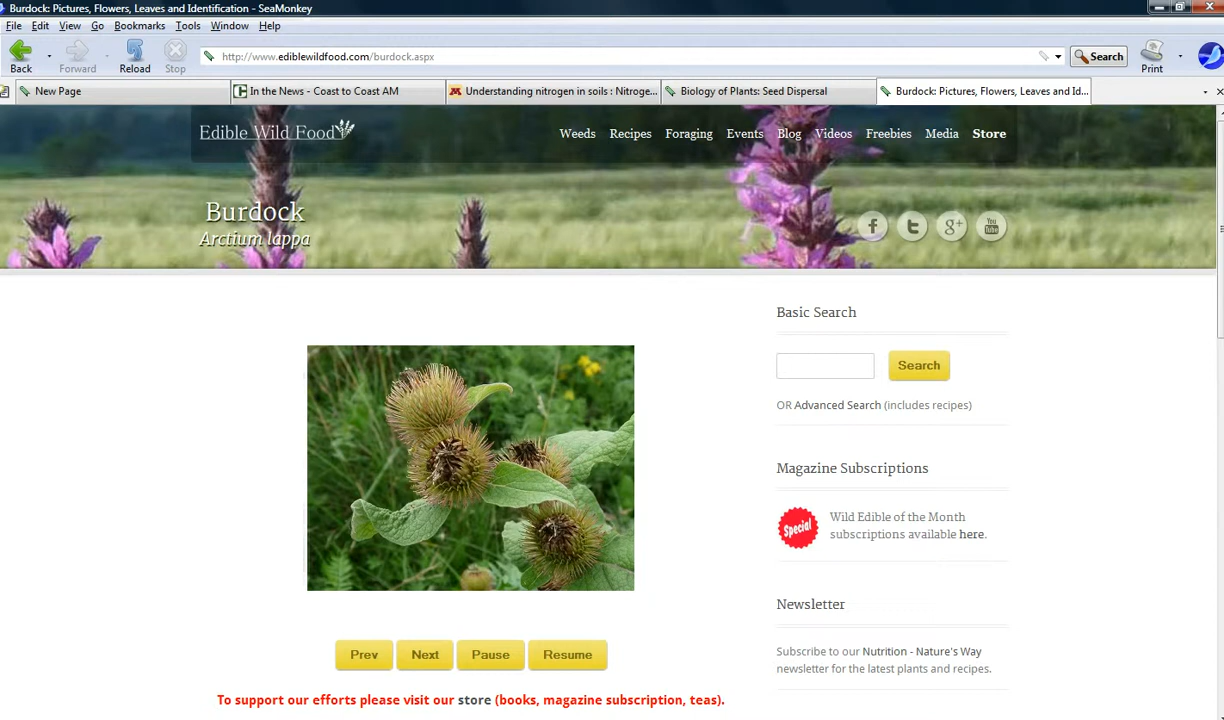 Burdock: Pictures, Flowers, Leaves and Identification - SeaMonkey
File Edit View Go Bookmarks Tools Window Help
Back Forward Reload Stop http://www.ediblewildfood.com/burdock.aspx Search Print
New Page In the News - Coast to Coast AM Understanding nitrogen in soils : Nitroge... Biology of Plants: Seed Dispersal Burdock: Pictures, Flowers, Leaves and Id...
Edible Wild Food Weeds Recipes Foraging Events Blog Videos Freebies Media Store
Burdock
Arctium lappa
Basic Search
Search
OR Advanced Search (includes recipes)
Magazine Subscriptions
Special
Wild Edible of the Month
subscriptions available here.
Newsletter
Subscribe to our Nutrition - Nature's Way
newsletter for the latest plants and recipes.
Prev Next Pause Resume
To support our efforts please visit our store (books, magazine subscription, teas).